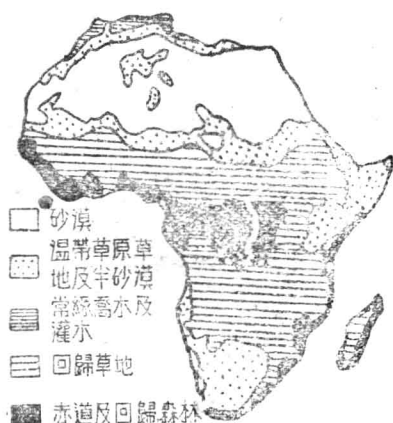 砂漠
温帶草原草
地及半砂漠
常綠喬木及
灌木
回歸草地
赤道及回歸森林